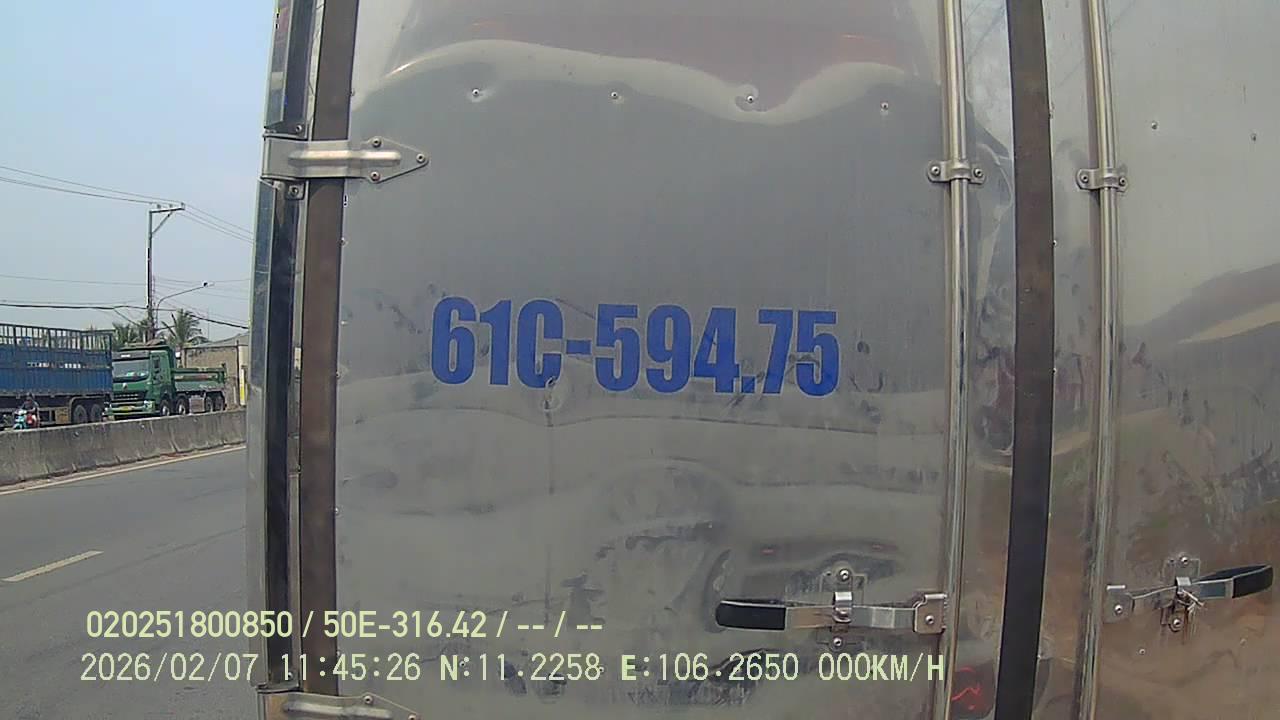 61C-594.75
020251800850 / 50E-316.42 / -- / --
2026/02/07 11:45:26 N:11.2258 E:106.2650 000KM/H